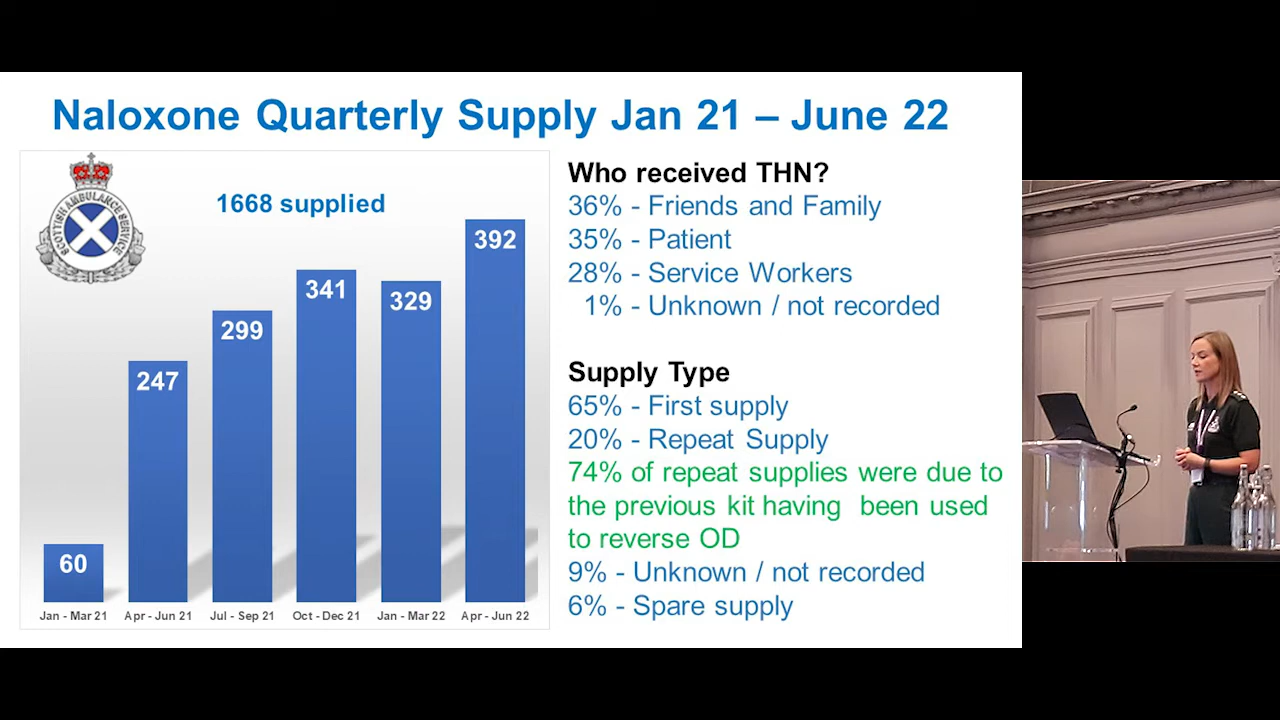 Naloxone Quarterly Supply Jan 21 – June 22
SCOTTISH AMBULANCE SERVICE
1668 supplied
60
247
299
341
329
392
Jan - Mar 21
Apr - Jun 21
Jul - Sep 21
Oct - Dec 21
Jan - Mar 22
Apr - Jun 22
Who received THN?
36% - Friends and Family
35% - Patient
28% - Service Workers
1% - Unknown / not recorded
Supply Type
65% - First supply
20% - Repeat Supply
74% of repeat supplies were due to
the previous kit having been used
to reverse OD
9% - Unknown / not recorded
6% - Spare supply